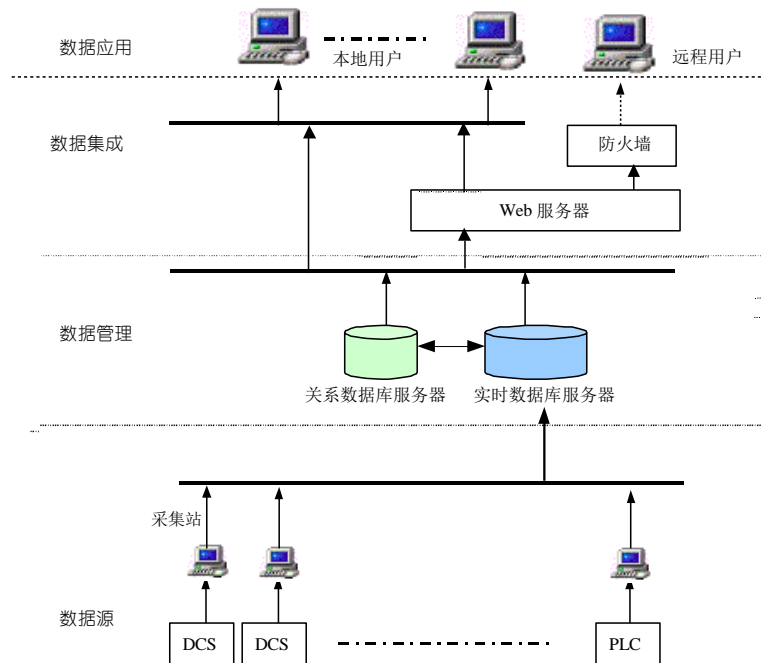 数据应用
本地用户
远程用户
数据集成
防火墙
Web 服务器
数据管理
关系数据库服务器
实时数据库服务器
采集站
数据源
DCS
DCS
PLC